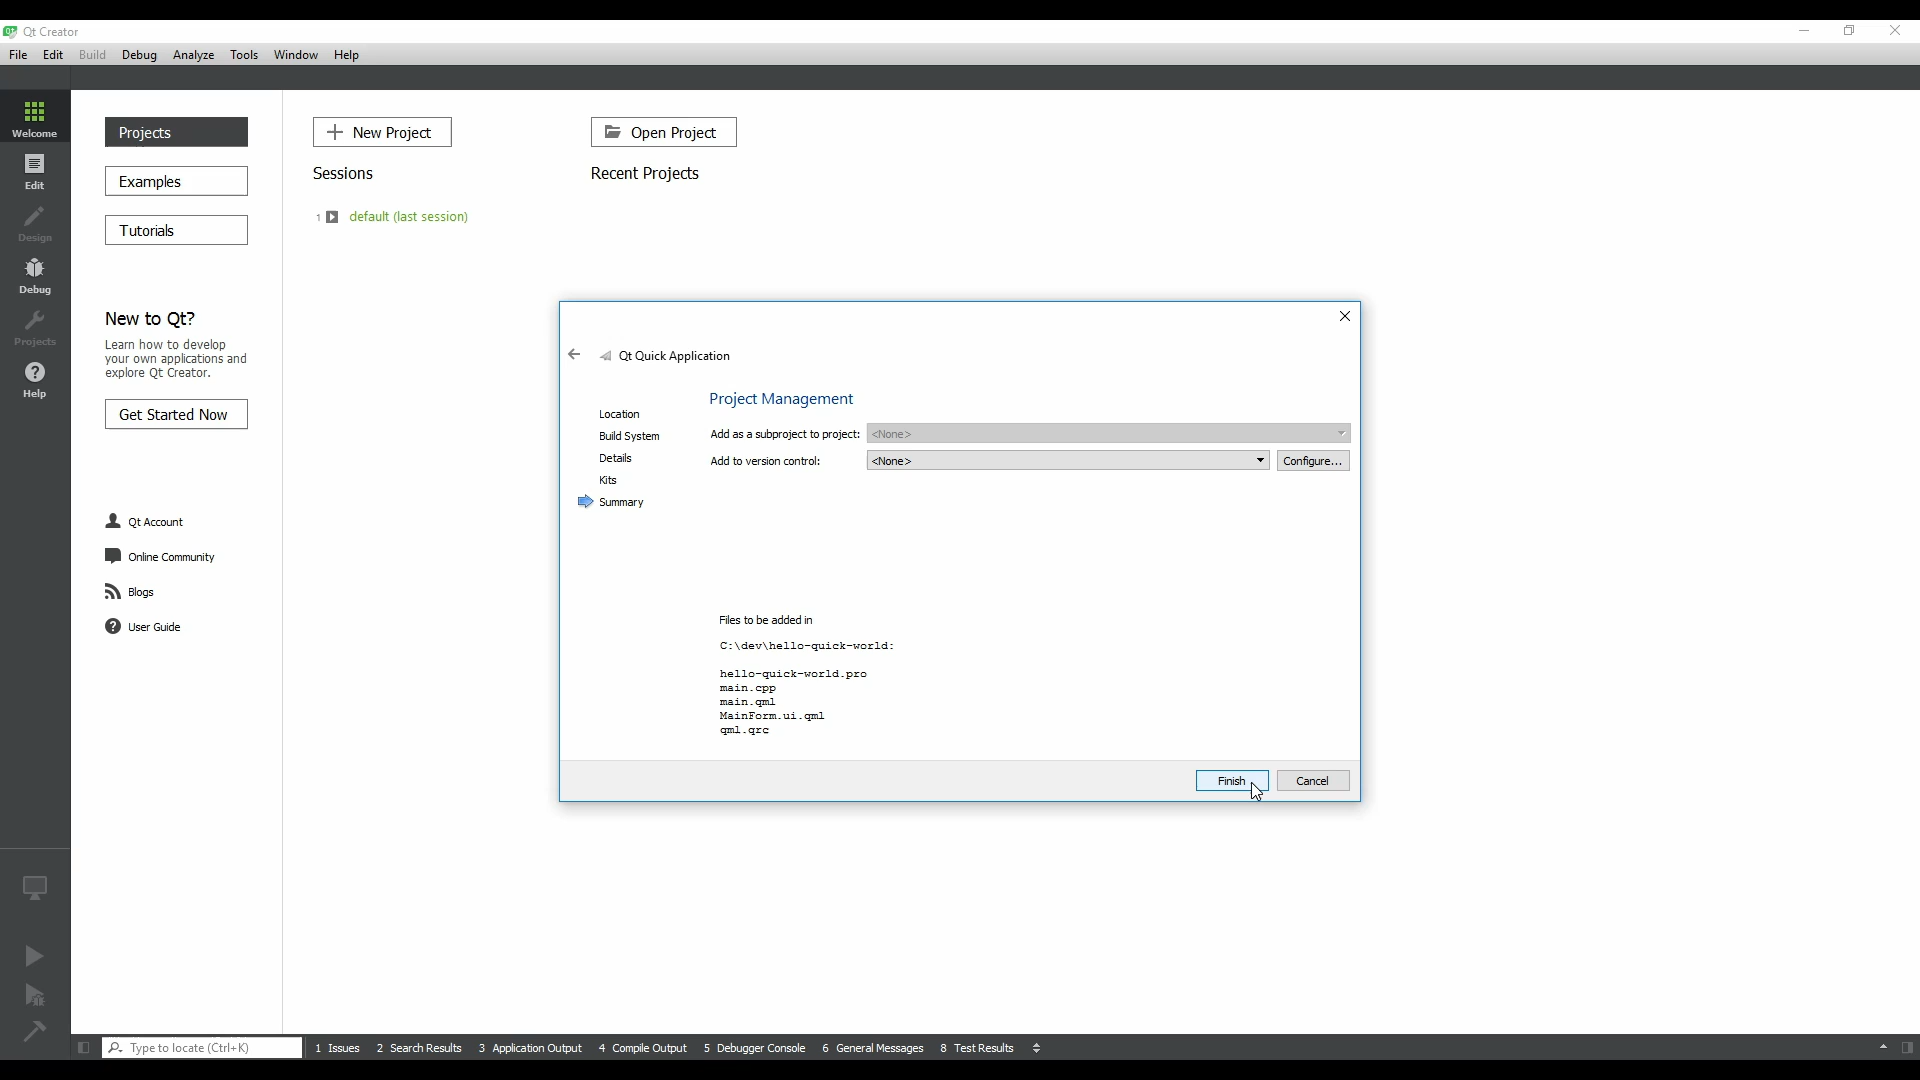 Qt Creator
File Edit Build Debug Analyze Tools Window Help
Welcome
Edit
Design
Debug
Projects
Help
Projects
Examples
Tutorials
New to Qt?
Learn how to develop
your own applications and
explore Qt Creator.
Get Started Now
Qt Account
Online Community
Blogs
User Guide
New Project
Open Project
Sessions
Recent Projects
1 default (last session)
Qt Quick Application
Location
Build System
Details
Kits
Summary
Project Management
Add as a subproject to project: <None>
Add to version control: <None> Configure...
Files to be added in
C:\dev\hello-quick-world:
hello-quick-world.pro
main.cpp
main.qml
MainForm.ui.qml
qml.qrc
Finish Cancel
Type to locate (Ctrl+K) 1 Issues 2 Search Results 3 Application Output 4 Compile Output 5 Debugger Console 6 General Messages 8 Test Results